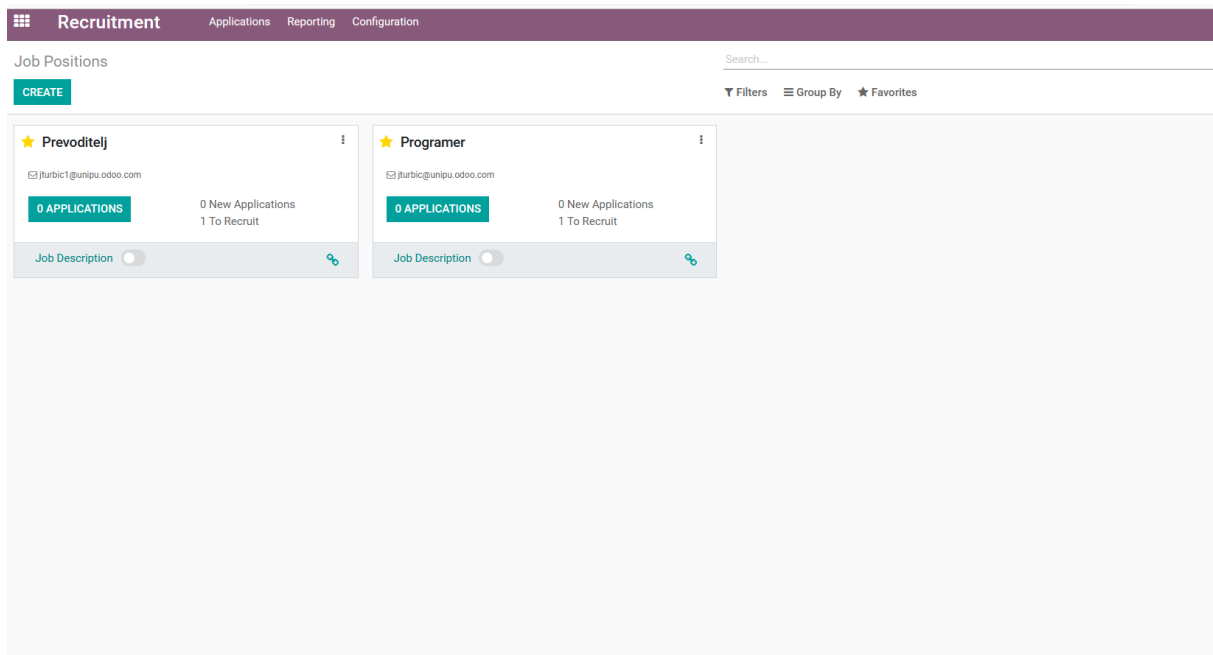 Recruitment Applications Reporting Configuration
Job Positions
Search...
CREATE
Filters Group By Favorites
Prevoditelj
jturbic1@unipu.odoo.com
0 APPLICATIONS
0 New Applications
1 To Recruit
Job Description
Programer
jturbic@unipu.odoo.com
0 APPLICATIONS
0 New Applications
1 To Recruit
Job Description